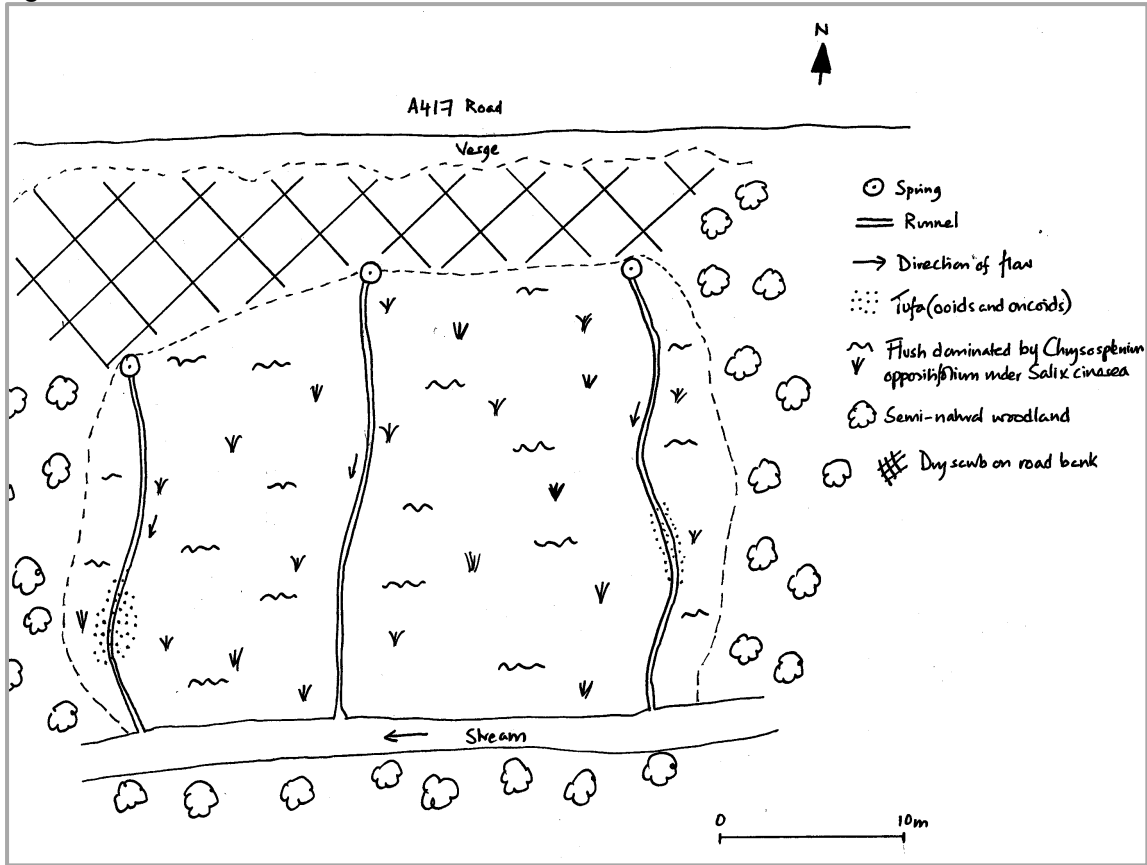 N
A417 Road
Verge
Spring
Runnel
Direction of flow
Tufa (ooids and oncoids)
Flush dominated by Chrysosplenium
oppositifolium under Salix cinerea
Semi-natural woodland
Dry scrub on road bank
Stream
0 10m